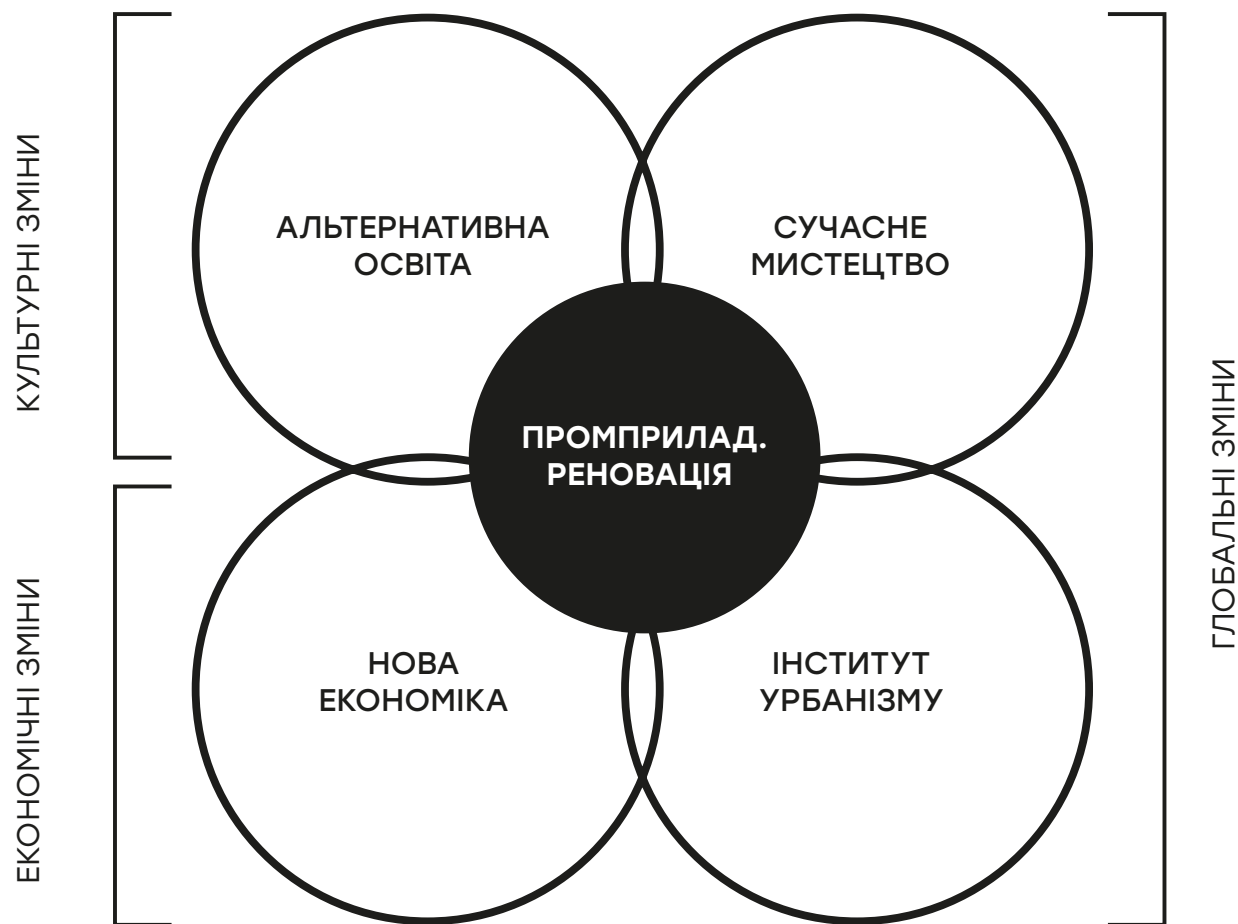 КУЛЬТУРНІ ЗМІНИ
АЛЬТЕРНАТИВНА
ОСВІТА
СУЧАСНЕ
МИСТЕЦТВО
ПРОМПРИЛАД.
РЕНОВАЦІЯ
ГЛОБАЛЬНІ ЗМІНИ
ЕКОНОМІЧНІ ЗМІНИ
НОВА
ЕКОНОМІКА
ІНСТИТУТ
УРБАНІЗМУ